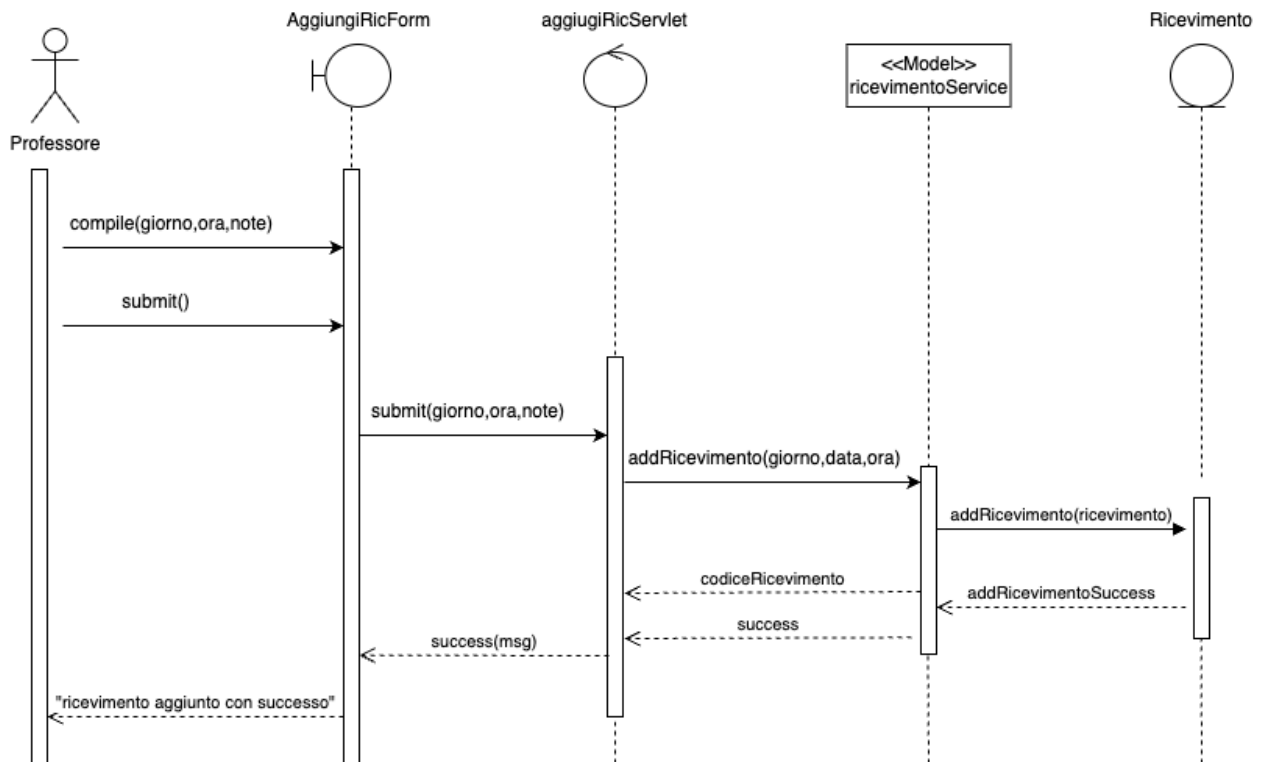 AggiungiRicForm
aggiugiRicServlet
Ricevimento
<<Model>>
ricevimentoService
Professore
compile(giorno,ora,note)
submit()
submit(giorno,ora,note)
addRicevimento(giorno,data,ora)
addRicevimento(ricevimento)
codiceRicevimento
addRicevimentoSuccess
success
success(msg)
"ricevimento aggiunto con successo"